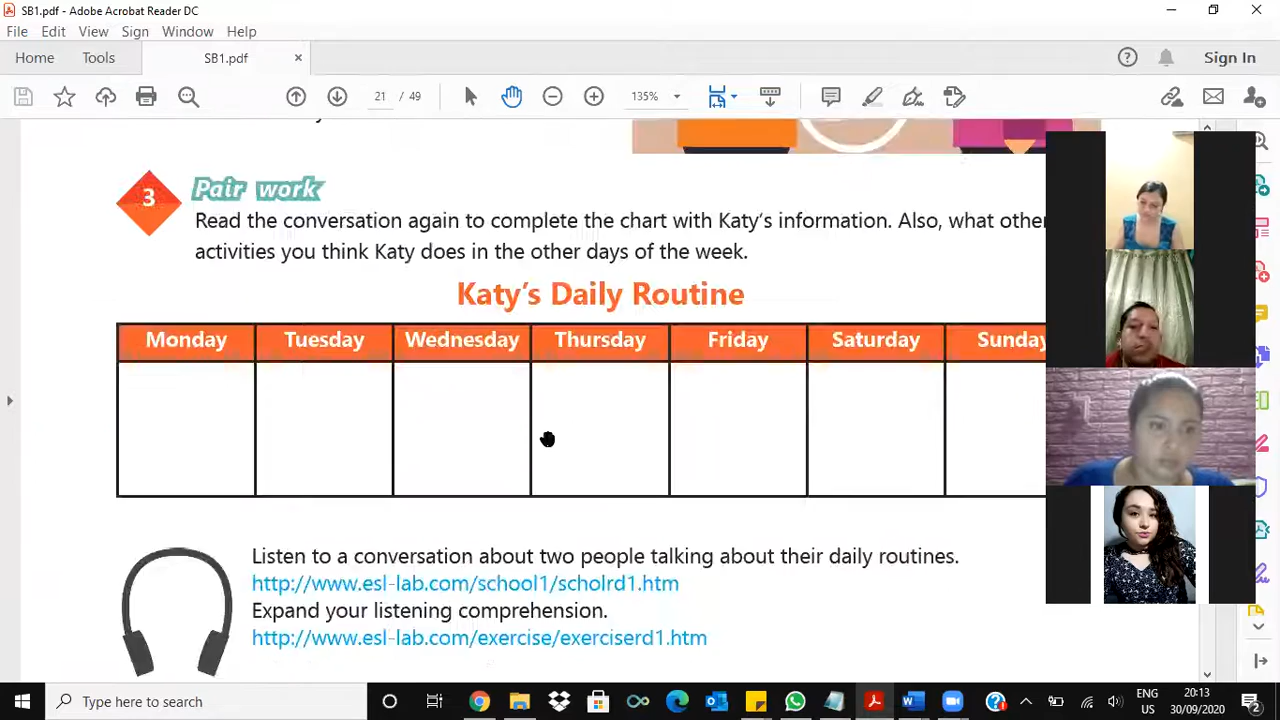 SB1.pdf - Adobe Acrobat Reader DC
File Edit View Sign Window Help
Home Tools SB1.pdf × Sign In
21 / 49 135%
3 Pair work
Read the conversation again to complete the chart with Katy's information. Also, what other
activities you think Katy does in the other days of the week.
Katy's Daily Routine
Monday Tuesday Wednesday Thursday Friday Saturday Sunday
Listen to a conversation about two people talking about their daily routines.
http://www.esl-lab.com/school1/scholrd1.htm
Expand your listening comprehension.
http://www.esl-lab.com/exercise/exerciserd1.htm
Type here to search
ENG 20:13
US 30/09/2020 2